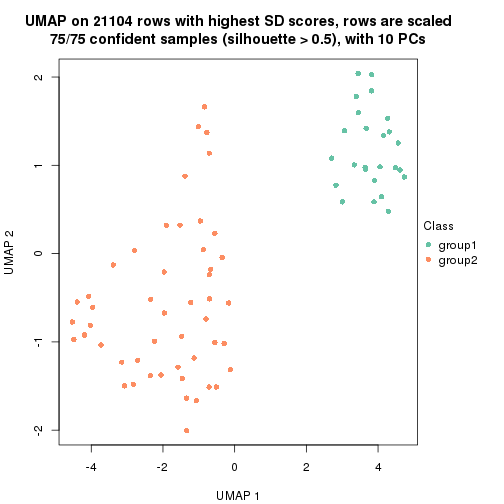 UMAP on 21104 rows with highest SD scores, rows are scaled
75/75 confident samples (silhouette > 0.5), with 10 PCs
2
1
0
-1
-2
UMAP 2
-4
-2
0
2
4
UMAP 1
Class
group1
group2